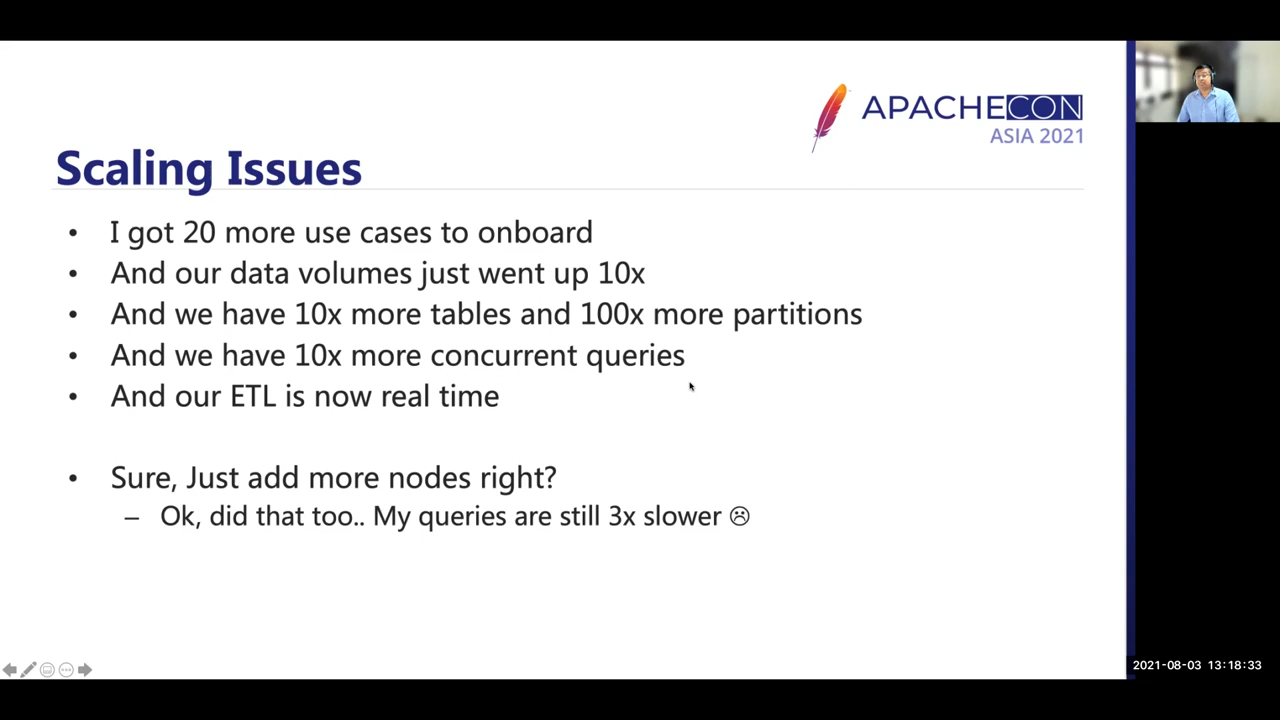 APACHECON
ASIA 2021
Scaling Issues
• I got 20 more use cases to onboard
• And our data volumes just went up 10x
• And we have 10x more tables and 100x more partitions
• And we have 10x more concurrent queries
• And our ETL is now real time
• Sure, Just add more nodes right?
– Ok, did that too.. My queries are still 3x slower ☹
2021-08-03 13:18:33